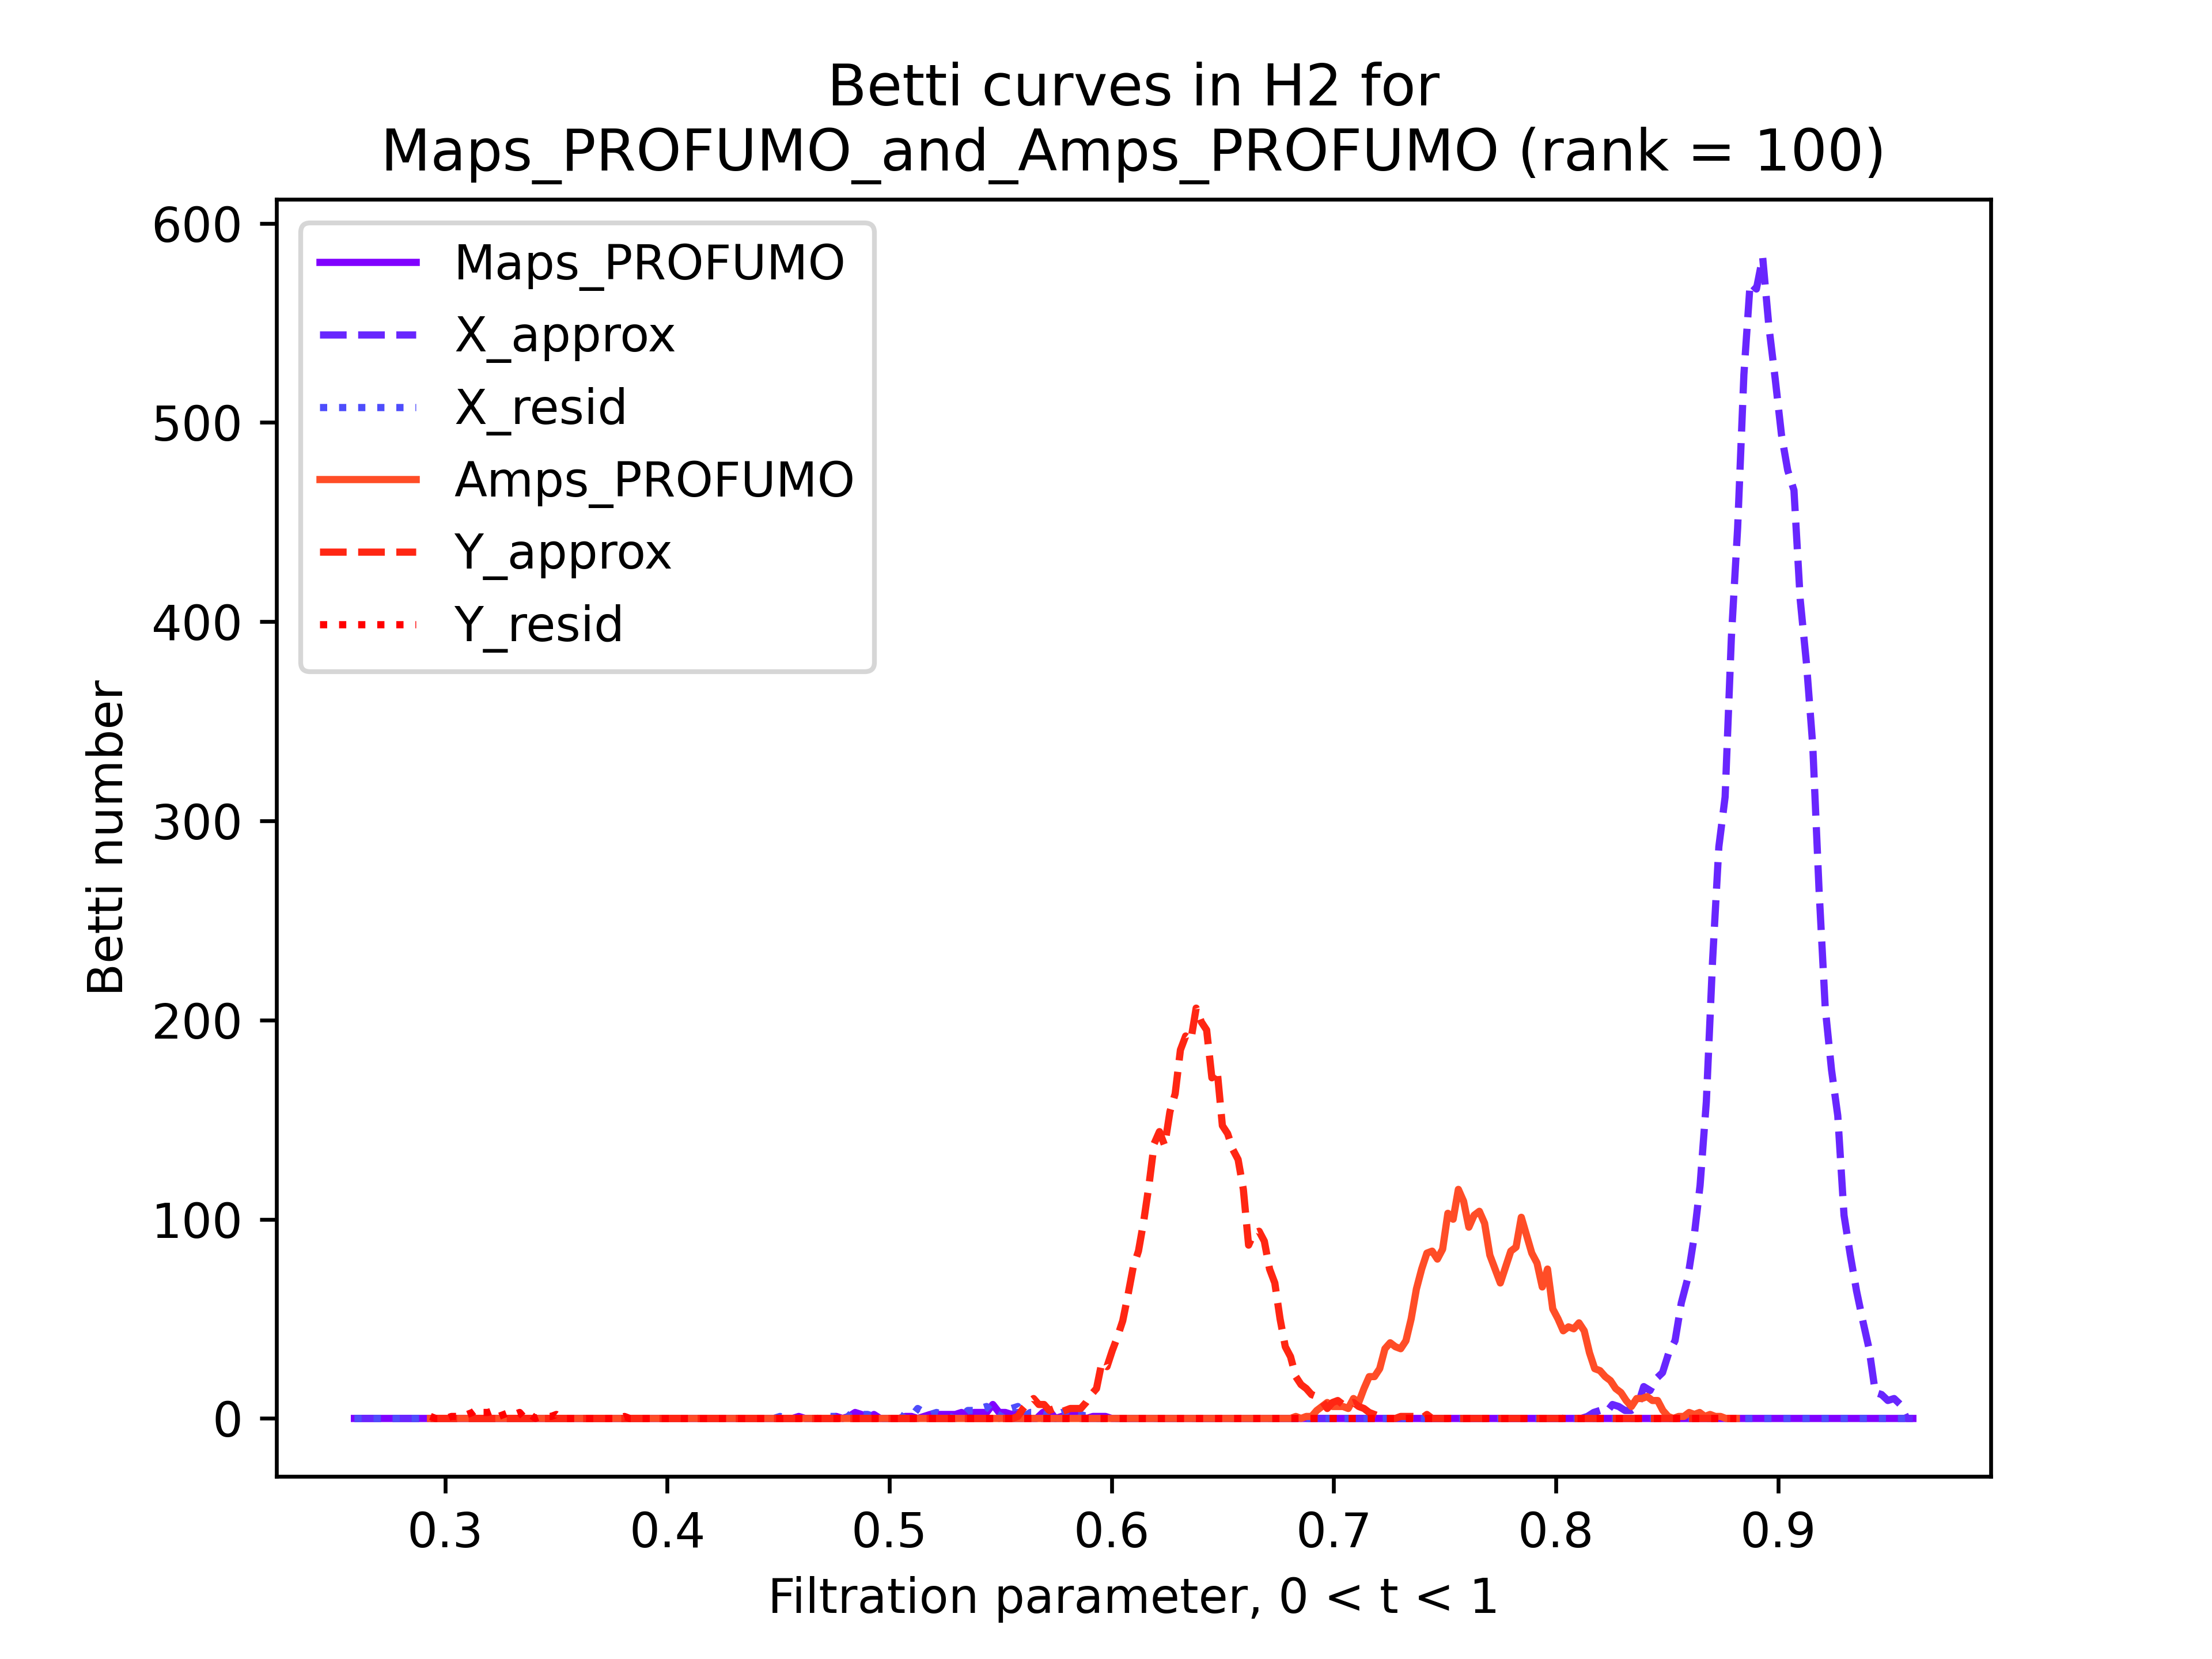 Betti curves in H2 for
Maps_PROFUMO_and_Amps_PROFUMO (rank = 100)
Maps_PROFUMO
X_approx
X_resid
Amps_PROFUMO
Y_approx
Y_resid
Betti number
600
500
400
300
200
100
0
0.3 0.4 0.5 0.6 0.7 0.8 0.9
Filtration parameter, 0 < t < 1